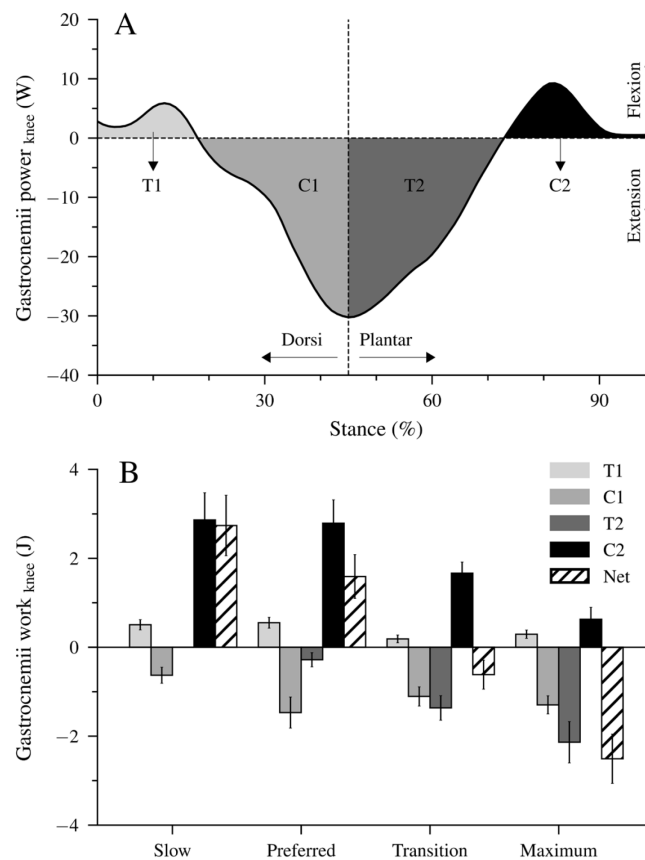 A
20
10
0
−10
−20
−30
−40
Gastrocnemii power knee (W)
T1
C1
T2
C2
Flexion
Extension
Dorsi
Plantar
0
30
60
90
Stance (%)
B
4
2
0
−2
−4
Gastrocnemii work knee (J)
T1
C1
T2
C2
Net
Slow
Preferred
Transition
Maximum